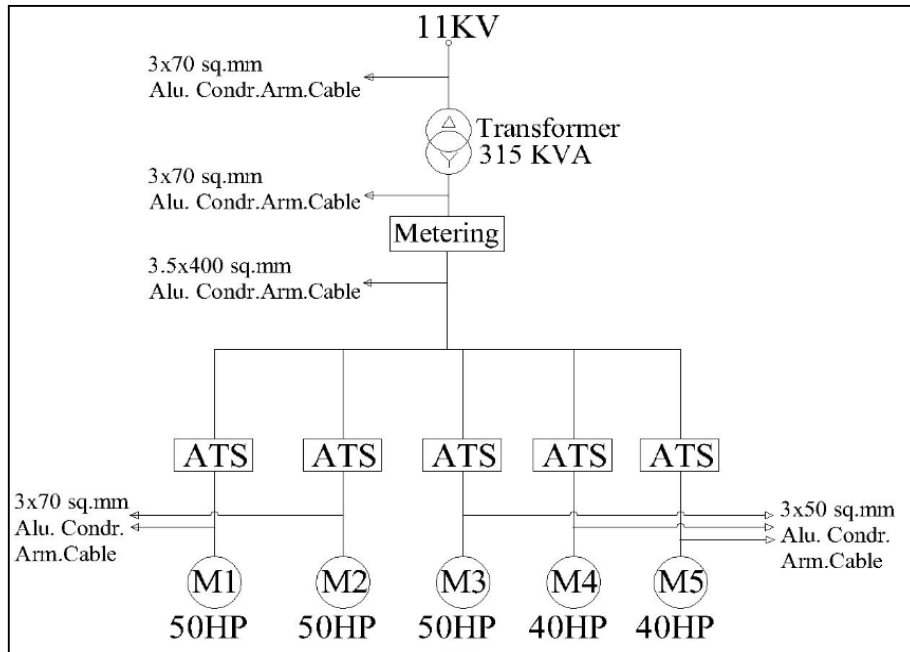 11KV
3x70 sq.mm
Alu. Condr.Arm.Cable
Transformer
315 KVA
3x70 sq.mm
Alu. Condr.Arm.Cable
Metering
3.5x400 sq.mm
Alu. Condr.Arm.Cable
ATS ATS ATS ATS ATS
3x70 sq.mm
Alu. Condr.
Arm.Cable
3x50 sq.mm
Alu. Condr.
Arm.Cable
M1 M2 M3 M4 M5
50HP 50HP 50HP 40HP 40HP